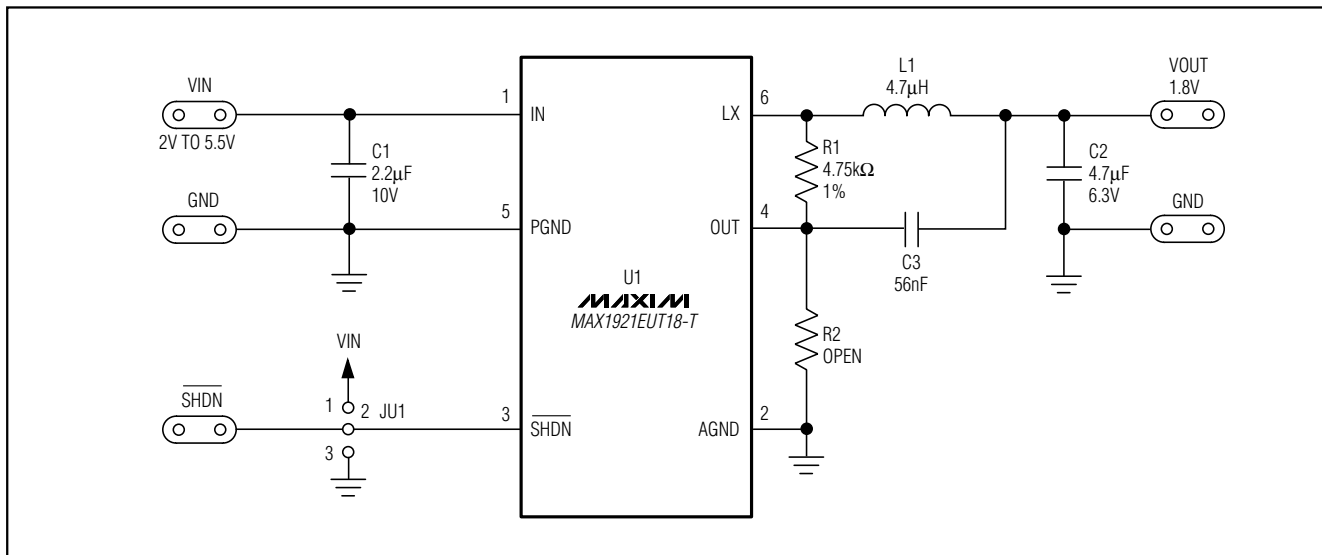 VIN
2V TO 5.5V
C1
2.2µF
10V
GND
VIN
1
2
JU1
3
SHDN
1
IN
5
PGND
3
SHDN
U1
MAXIM
MAX1921EUT18-T
6
LX
4
OUT
2
AGND
L1
4.7µH
R1
4.75kΩ
1%
C3
56nF
R2
OPEN
VOUT
1.8V
C2
4.7µF
6.3V
GND